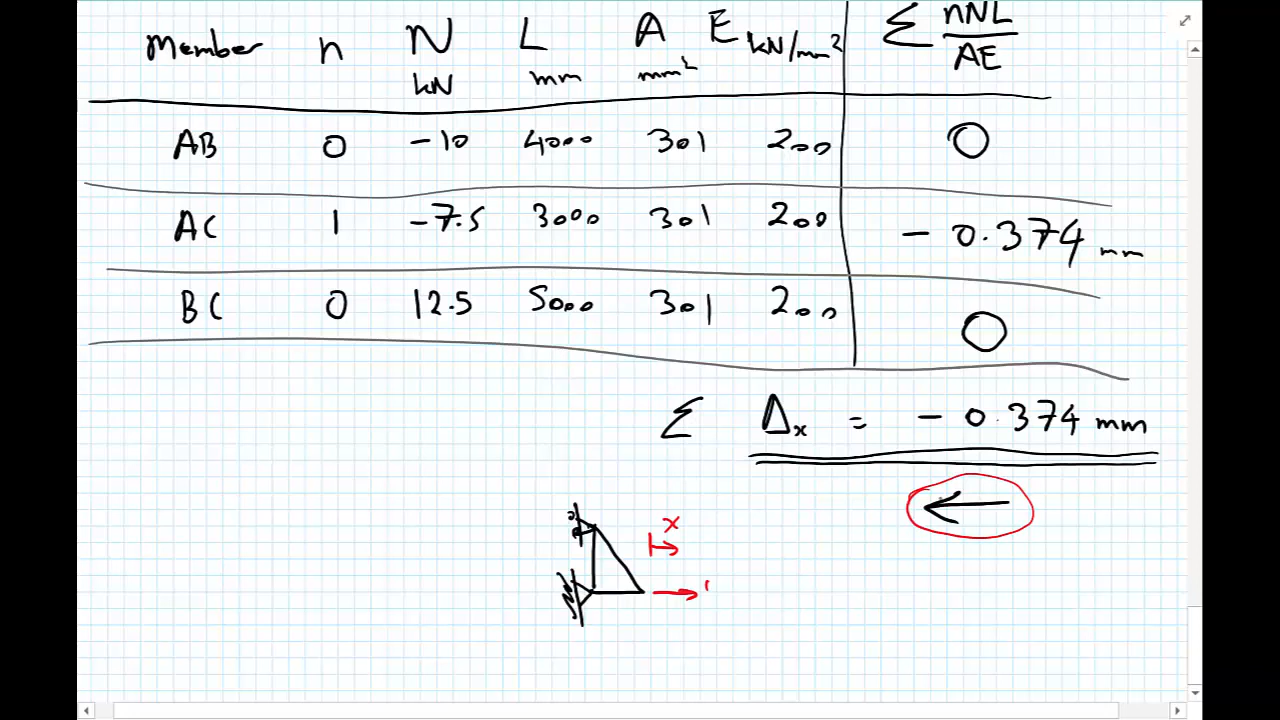 Member n N L A E kN/mm² Σ nNL/AE
kN mm mm²
AB 0 -10 4000 301 200 0
AC 1 -7.5 3000 301 200 -0.374 mm
BC 0 12.5 5000 301 200 0
Σ Δx = -0.374 mm
x